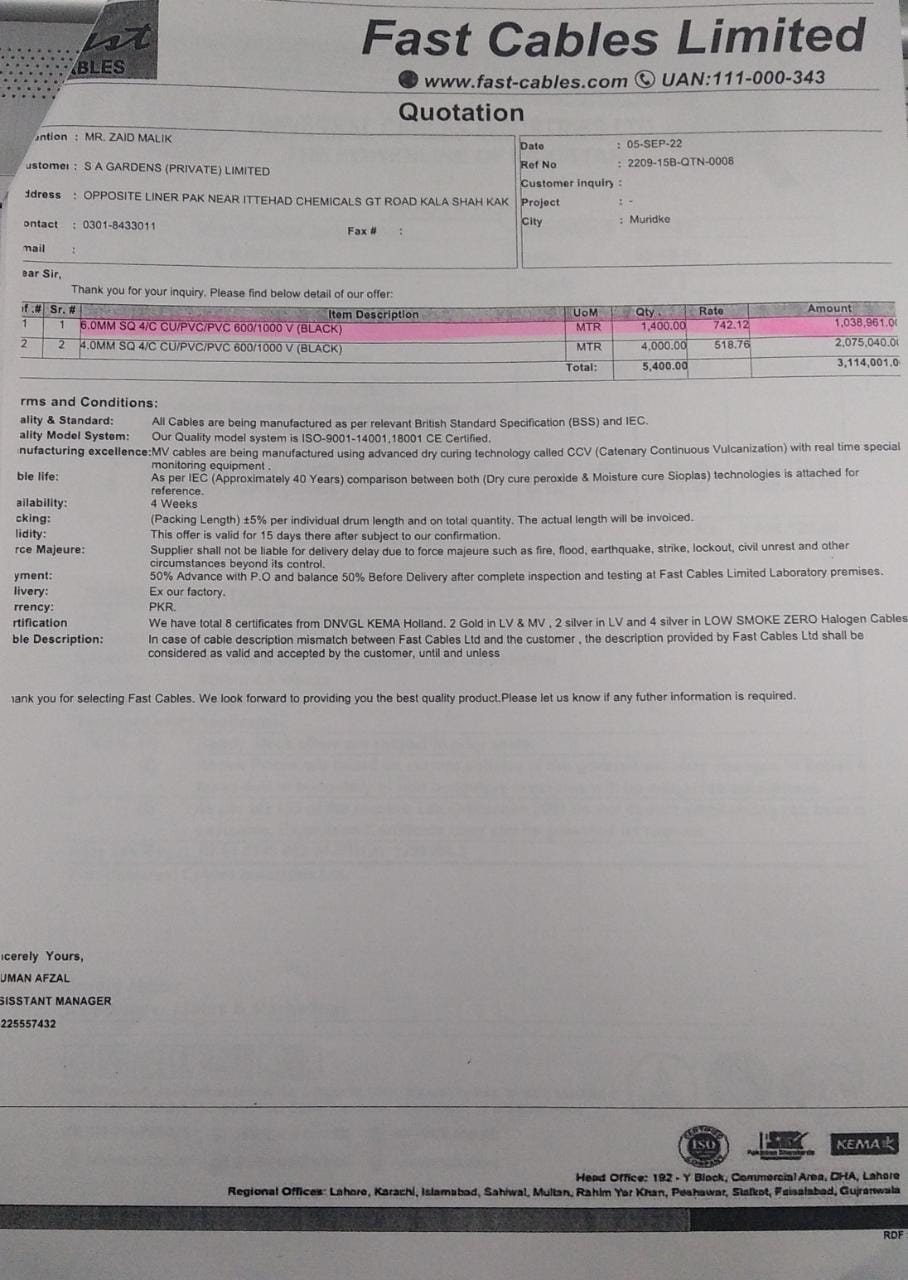 BLES
Fast Cables Limited
www.fast-cables.com UAN:111-000-343
Quotation
ention : MR. ZAID MALIK
ustomer : S A GARDENS (PRIVATE) LIMITED
ddress : OPPOSITE LINER PAK NEAR ITTEHAD CHEMICALS GT ROAD KALA SHAH KAK
ontact : 0301-8433011 Fax # :
mail :
Date : 05-SEP-22
Ref No : 2209-15B-QTN-0008
Customer inquiry :
Project : -
City : Muridke
ear Sir,
Thank you for your inquiry. Please find below detail of our offer:
f .# Sr. # Item Description UoM Qty . Rate Amount
1 1 6.0MM SQ 4/C CU/PVC/PVC 600/1000 V (BLACK) MTR 1,400.00 742.12 1,038,961.0
2 2 4.0MM SQ 4/C CU/PVC/PVC 600/1000 V (BLACK) MTR 4,000.00 518.76 2,075,040.0
Total: 5,400.00 3,114,001.0
rms and Conditions:
ality & Standard: All Cables are being manufactured as per relevant British Standard Specification (BSS) and IEC.
ality Model System: Our Quality model system is ISO-9001-14001,18001 CE Certified.
nufacturing excellence:MV cables are being manufactured using advanced dry curing technology called CCV (Catenary Continuous Vulcanization) with real time special
monitoring equipment .
ble life: As per IEC (Approximately 40 Years) comparison between both (Dry cure peroxide & Moisture cure Sioplas) technologies is attached for
reference.
ailability: 4 Weeks
cking: (Packing Length) ±5% per individual drum length and on total quantity. The actual length will be invoiced.
lidity: This offer is valid for 15 days there after subject to our confirmation.
rce Majeure: Supplier shall not be liable for delivery delay due to force majeure such as fire, flood, earthquake, strike, lockout, civil unrest and other
circumstances beyond its control.
yment: 50% Advance with P.O and balance 50% Before Delivery after complete inspection and testing at Fast Cables Limited Laboratory premises.
livery: Ex our factory.
rrency: PKR.
rtification We have total 8 certificates from DNVGL KEMA Holland. 2 Gold in LV & MV , 2 silver in LV and 4 silver in LOW SMOKE ZERO Halogen Cables
ble Description: In case of cable description mismatch between Fast Cables Ltd and the customer , the description provided by Fast Cables Ltd shall be
considered as valid and accepted by the customer, until and unless
ank you for selecting Fast Cables. We look forward to providing you the best quality product.Please let us know if any futher information is required.
icerely Yours,
UMAN AFZAL
SISSTANT MANAGER
225557432
CERTIFIED ISO COMPANY KEMA
Head Office: 192 - Y Block, Commercial Area, DHA, Lahore
Regional Offices: Lahore, Karachi, Islamabad, Sahiwal, Multan, Rahim Yar Khan, Peshawar, Sialkot, Faisalabad, Gujranwala
RDF